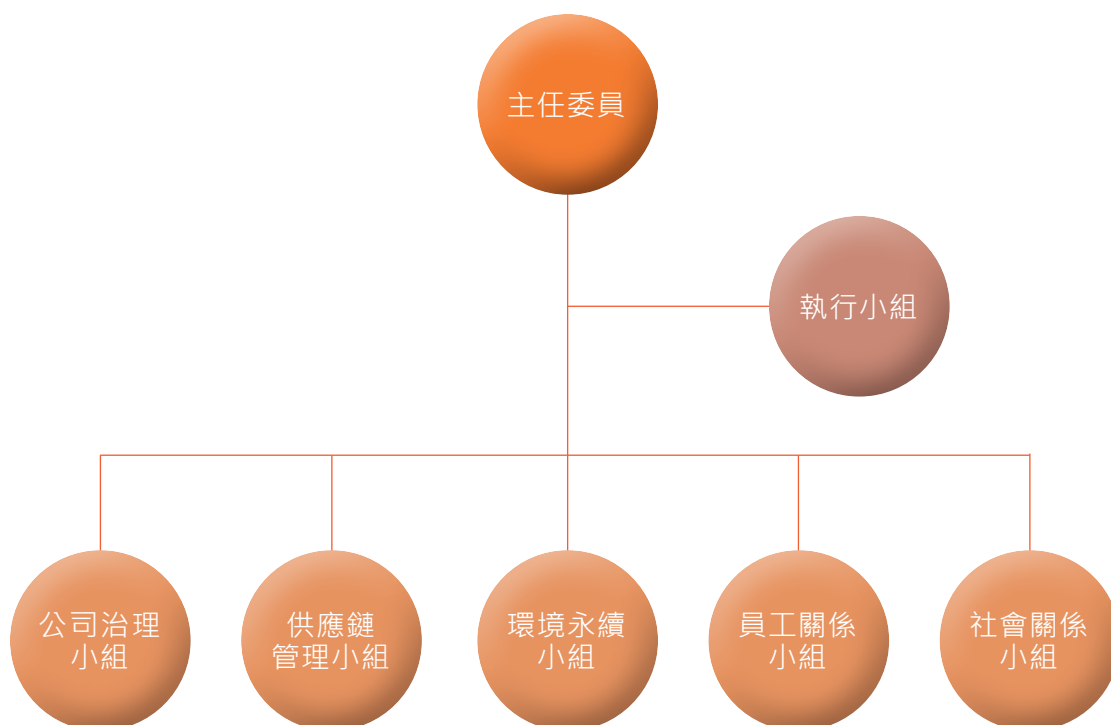 主任委員
執行小組
公司治理
小組
供應鏈
管理小組
環境永續
小組
員工關係
小組
社會關係
小組